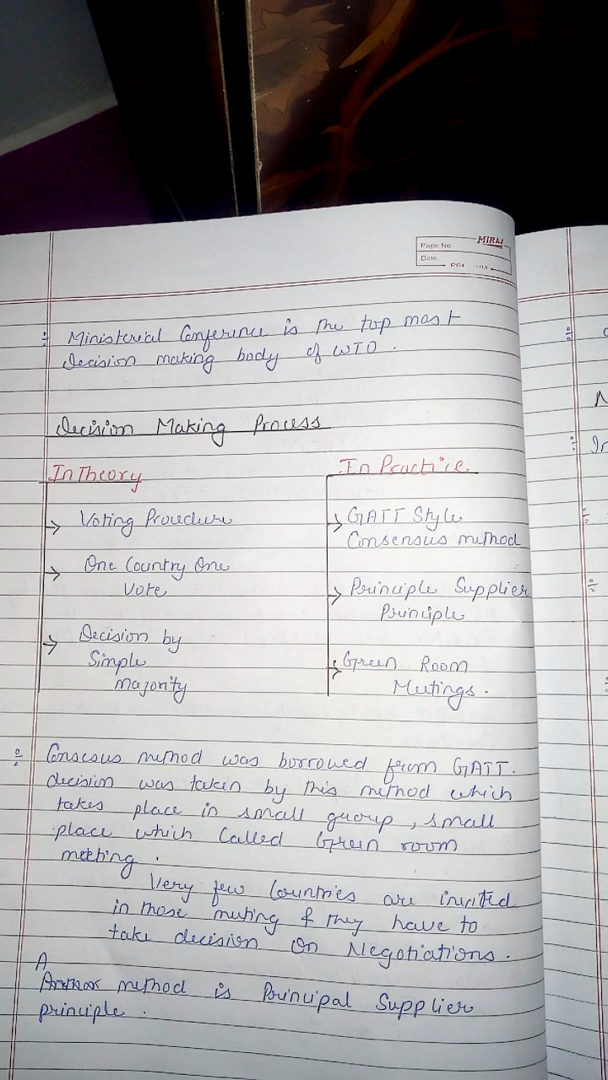 MIRAJ
Page No
Date
÷ Ministerial Conference is the top most
decision making body of WTO.
Decision Making Process
In Theory
→ Voting Procedure
→ One Country One
Vote
→ Decision by
Simple
Majority
In Practice
→ GATT Style
Consensus method
→ Principle Supplier
Principle
→ Green Room
Meetings.
÷ Conscous method was borrowed from GATT.
decision was taken by this method which
takes place in small group, small
place which Called Green room
meeting.
Very few Countries are invited
in those meeting & they have to
take decision on Negotiations.
A
method is Principal Supplier
principle.